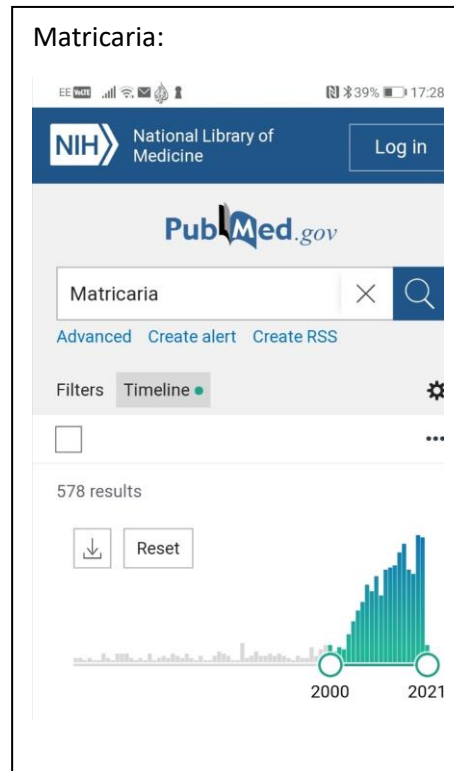 Matricaria:
EE VoLTE 39% 17:28
NIH National Library of
Medicine
Log in
PubMed.gov
Matricaria
Advanced Create alert Create RSS
Filters Timeline
578 results
Reset
2000 2021